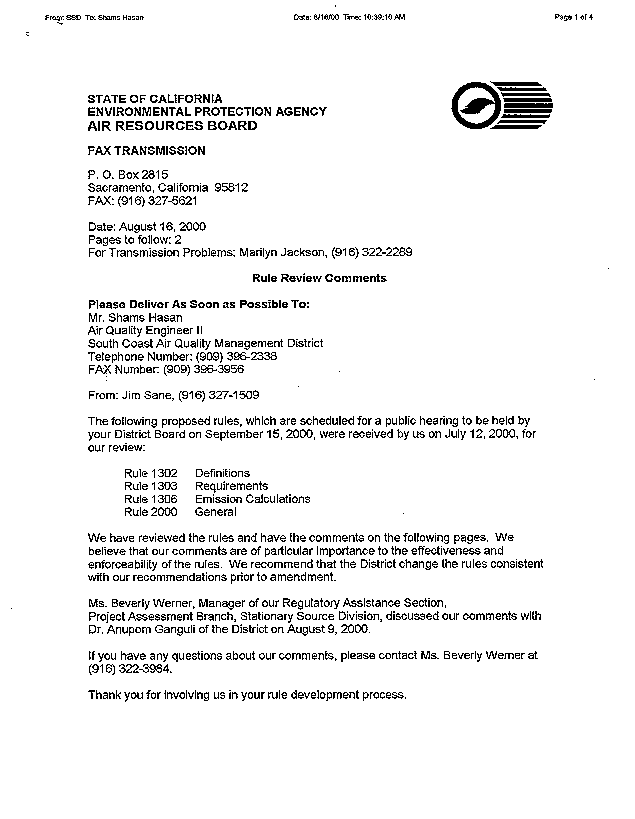 From: SSD To: Shams Hasan Date: 8/16/00 Time: 10:39:10 AM Page 1 of 4
STATE OF CALIFORNIA
ENVIRONMENTAL PROTECTION AGENCY
AIR RESOURCES BOARD
FAX TRANSMISSION
P. O. Box 2815
Sacramento, California 95812
FAX: (916) 327-5621
Date: August 16, 2000
Pages to follow: 2
For Transmission Problems: Marilyn Jackson, (916) 322-2289
Rule Review Comments
Please Deliver As Soon as Possible To:
Mr. Shams Hasan
Air Quality Engineer II
South Coast Air Quality Management District
Telephone Number: (909) 396-2338
FAX Number: (909) 396-3956
From: Jim Sane, (916) 327-1509
The following proposed rules, which are scheduled for a public hearing to be held by
your District Board on September 15, 2000, were received by us on July 12, 2000, for
our review:
Rule 1302 Definitions
Rule 1303 Requirements
Rule 1306 Emission Calculations
Rule 2000 General
We have reviewed the rules and have the comments on the following pages. We
believe that our comments are of particular importance to the effectiveness and
enforceability of the rules. We recommend that the District change the rules consistent
with our recommendations prior to amendment.
Ms. Beverly Werner, Manager of our Regulatory Assistance Section,
Project Assessment Branch, Stationary Source Division, discussed our comments with
Dr. Anupom Ganguli of the District on August 9, 2000.
If you have any questions about our comments, please contact Ms. Beverly Werner at
(916) 322-3984.
Thank you for involving us in your rule development process.